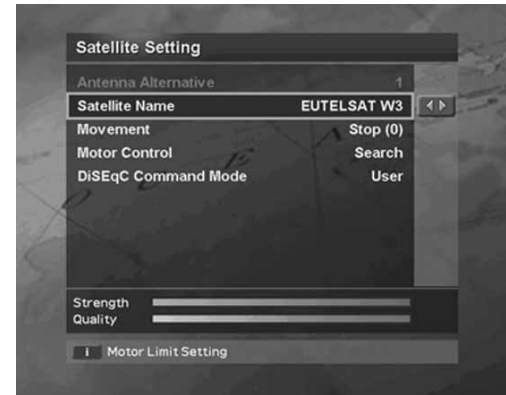 Satellite Setting
Antenna Alternative 1
Satellite Name EUTELSAT W3
Movement Stop (0)
Motor Control Search
DiSEqC Command Mode User
Strength
Quality
i Motor Limit Setting